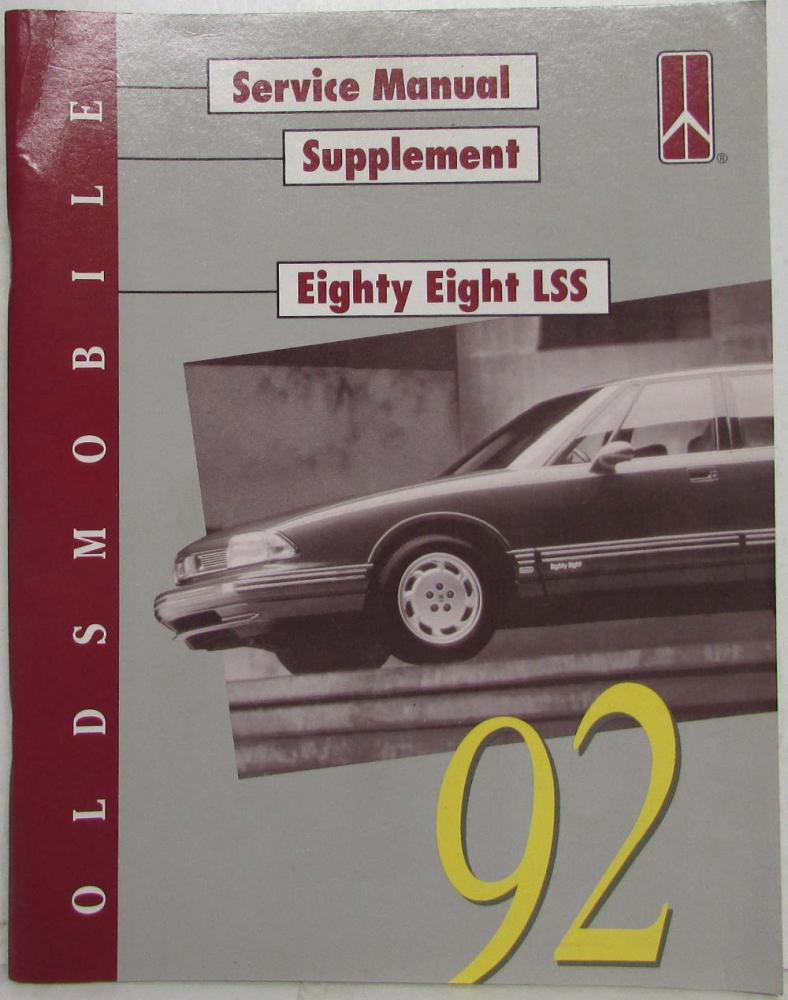 Service Manual
Supplement
Eighty Eight LSS
OLDSMOBILE
Eighty Eight
92
®